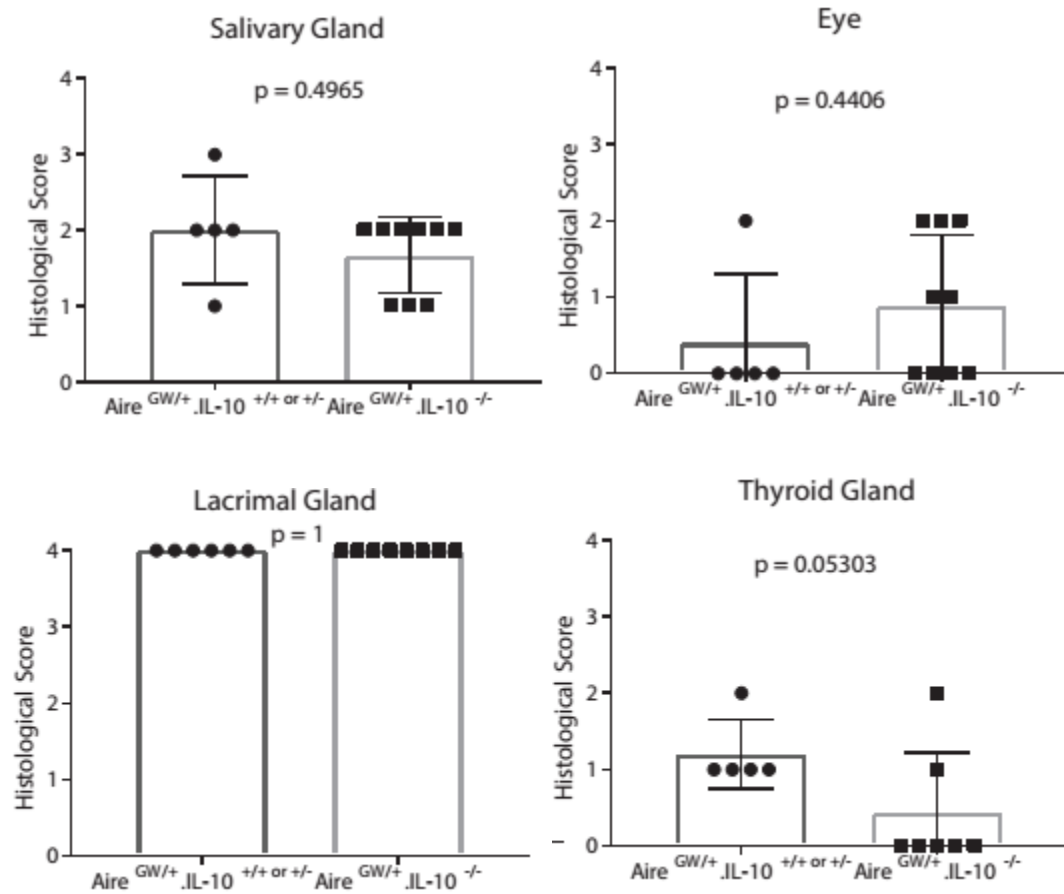 Salivary Gland
p = 0.4965
Histological Score
4
3
2
1
0
Aire GW/+ .IL-10 +/+ or +/- Aire GW/+ .IL-10 -/-
Eye
p = 0.4406
Histological Score
4
3
2
1
0
Aire GW/+ .IL-10 +/+ or +/- Aire GW/+ .IL-10 -/-
Lacrimal Gland
p = 1
Histological Score
4
3
2
1
0
Aire GW/+ .IL-10 +/+ or +/- Aire GW/+ .IL-10 -/-
Thyroid Gland
p = 0.05303
Histological Score
4
3
2
1
0
Aire GW/+ .IL-10 +/+ or +/- Aire GW/+ .IL-10 -/-